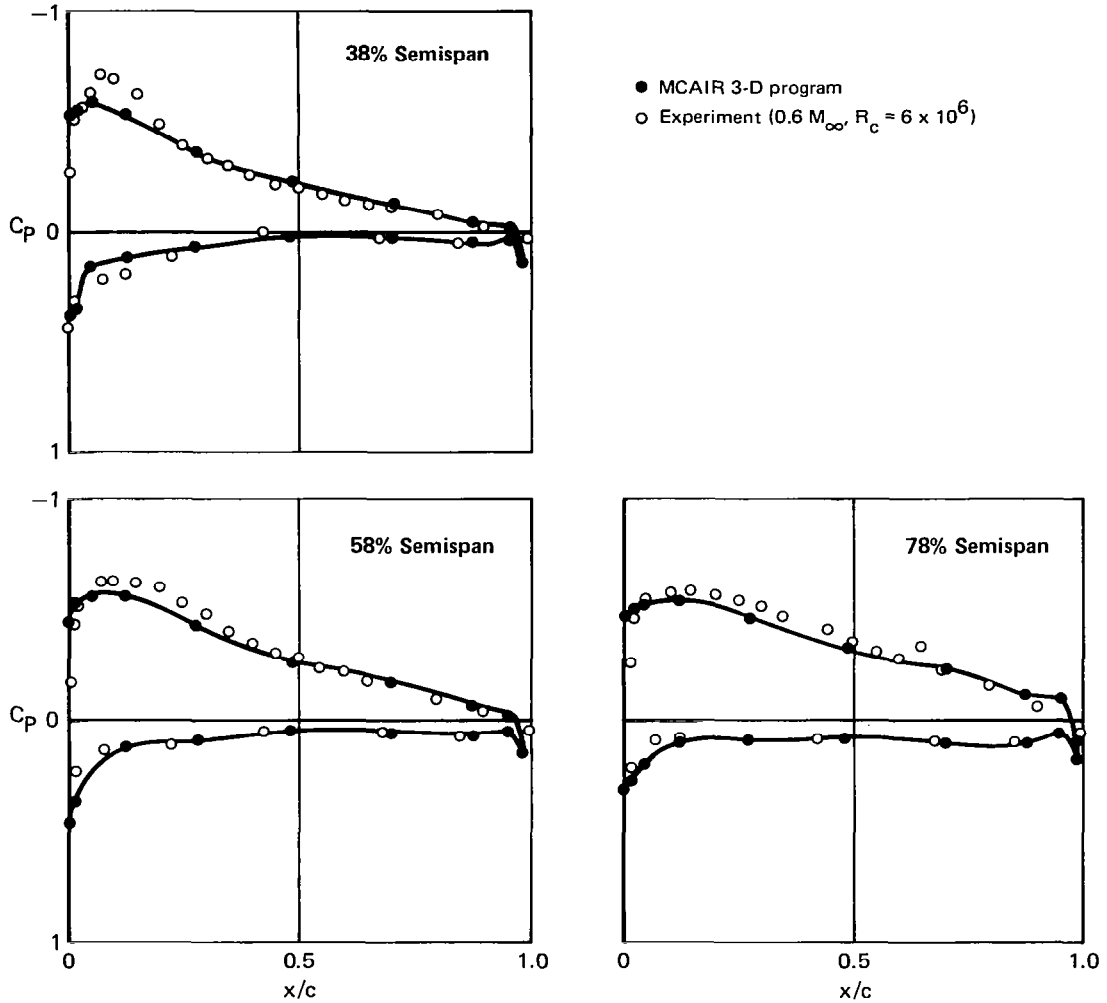 −1
38% Semispan
● MCAIR 3-D program
○ Experiment (0.6 M∞, Rc = 6 x 10^6)
CP 0
1
−1
58% Semispan
CP 0
1
0 0.5 1.0
x/c
78% Semispan
0 0.5 1.0
x/c